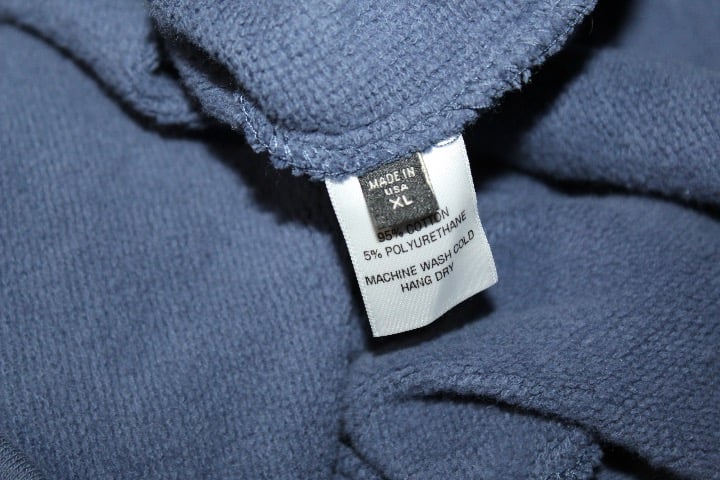 MADE IN
USA
XL
95% COTTON
5% POLYURETHANE
MACHINE WASH COLD
HANG DRY